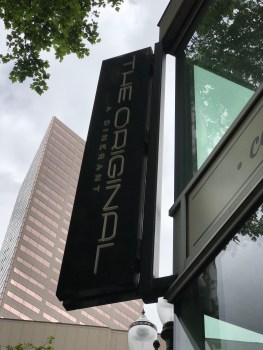 THE ORIGINAL
A DINERANT